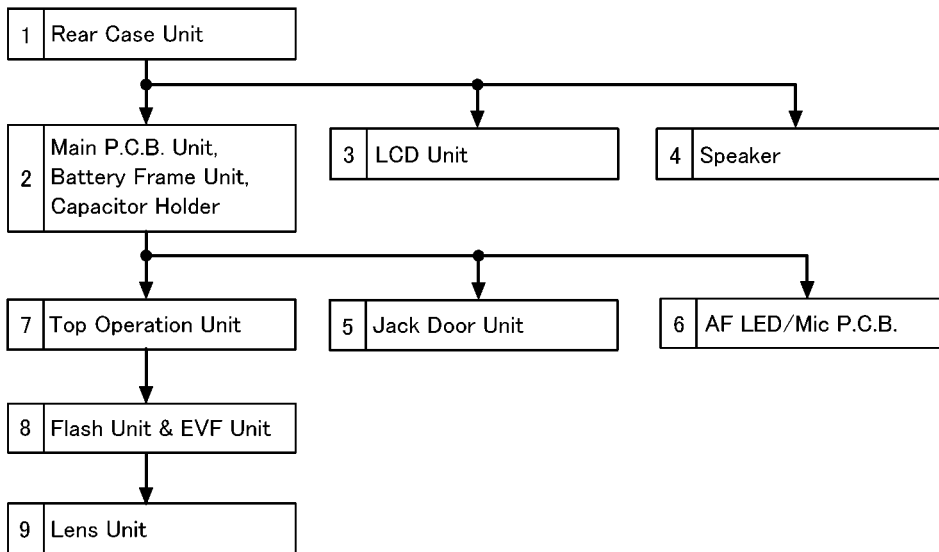 1 Rear Case Unit
2 Main P.C.B. Unit,
Battery Frame Unit,
Capacitor Holder
3 LCD Unit
4 Speaker
7 Top Operation Unit
5 Jack Door Unit
6 AF LED/Mic P.C.B.
8 Flash Unit & EVF Unit
9 Lens Unit